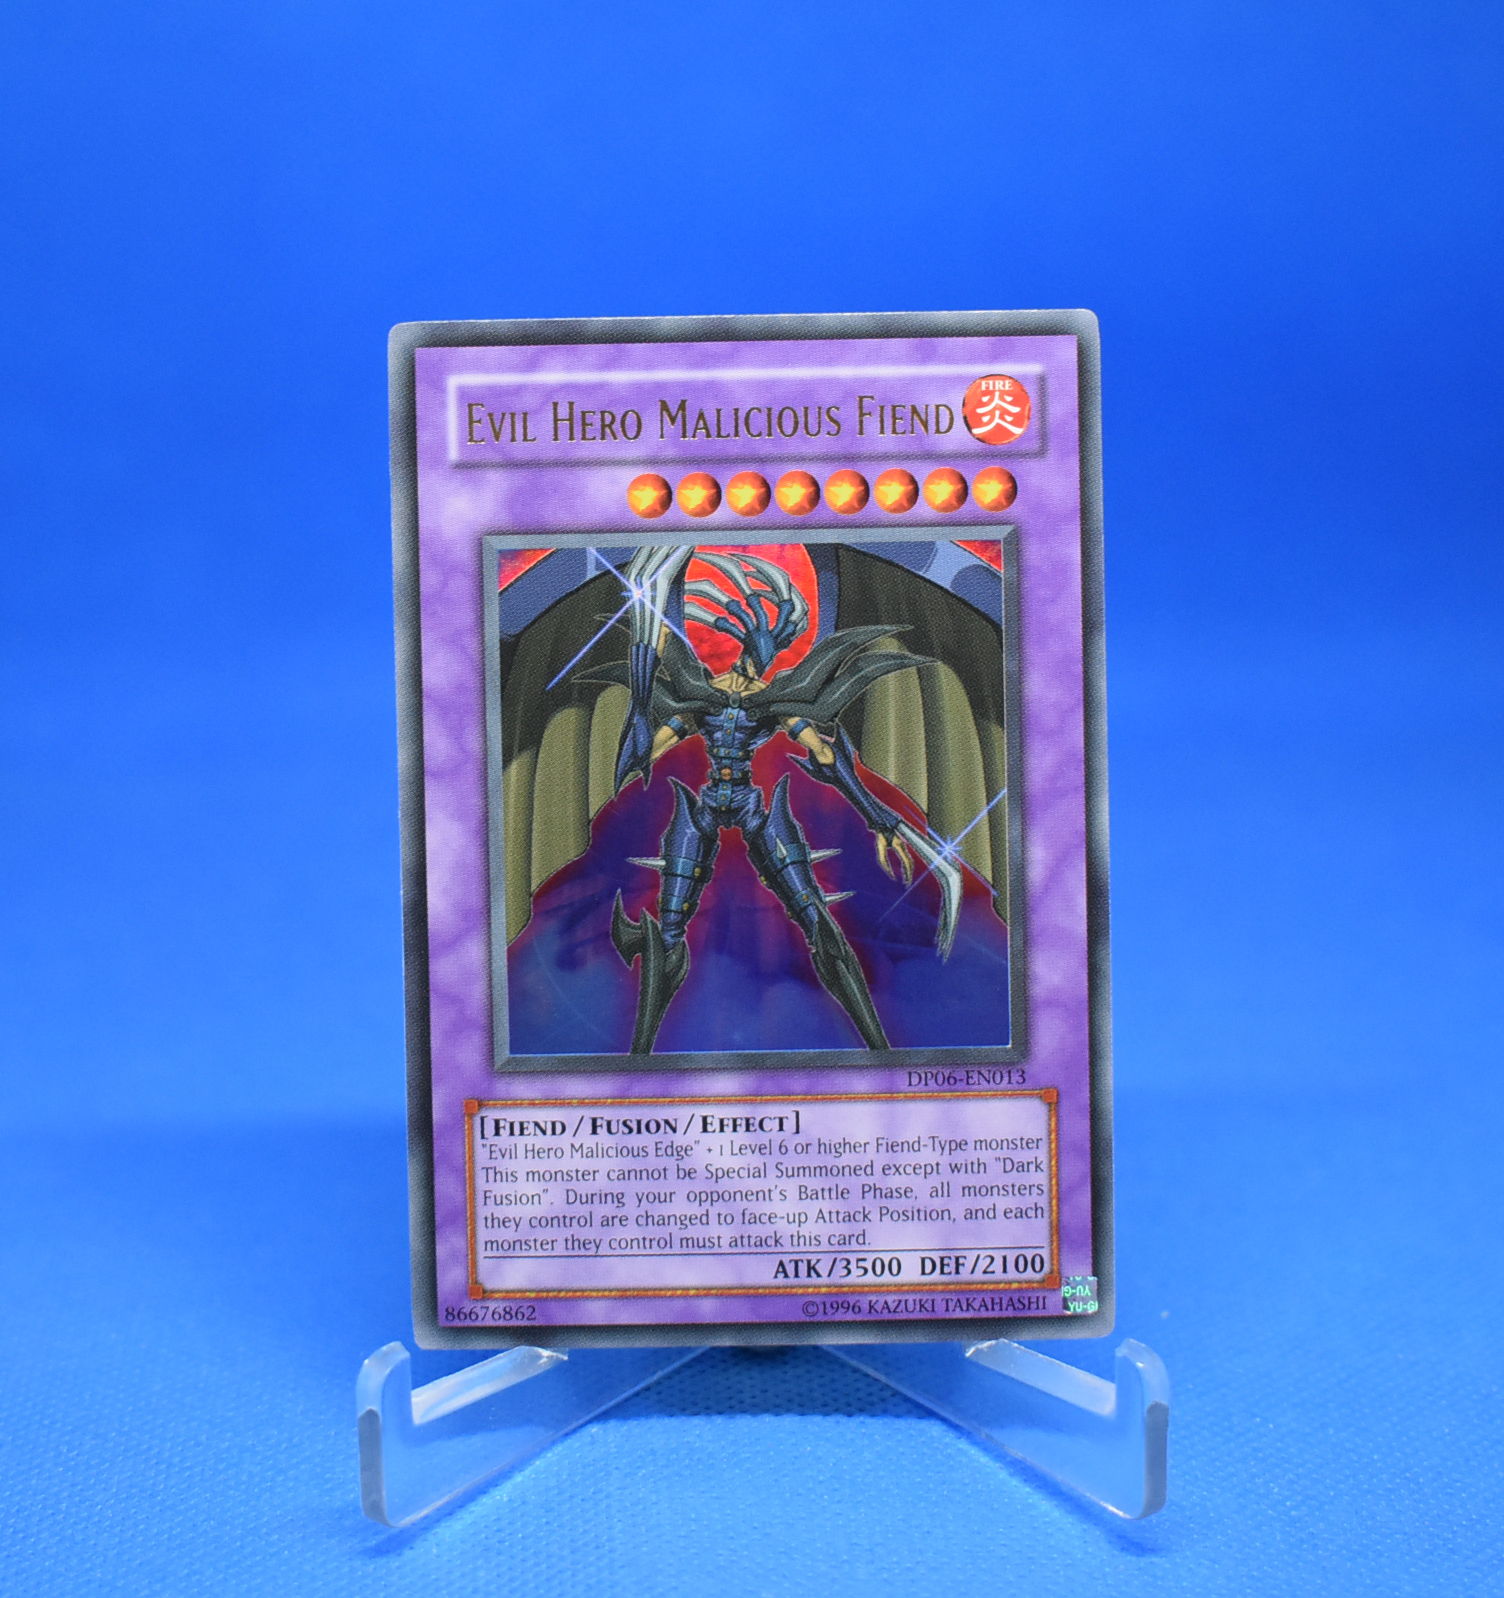 EVIL HERO MALICIOUS FIEND
FIRE
炎
DP06-EN013
[FIEND / FUSION / EFFECT]
"Evil Hero Malicious Edge" + 1 Level 6 or higher Fiend-Type monster
This monster cannot be Special Summoned except with "Dark
Fusion". During your opponent's Battle Phase, all monsters
they control are changed to face-up Attack Position, and each
monster they control must attack this card.
ATK/3500 DEF/2100
86676862
©1996 KAZUKI TAKAHASHI